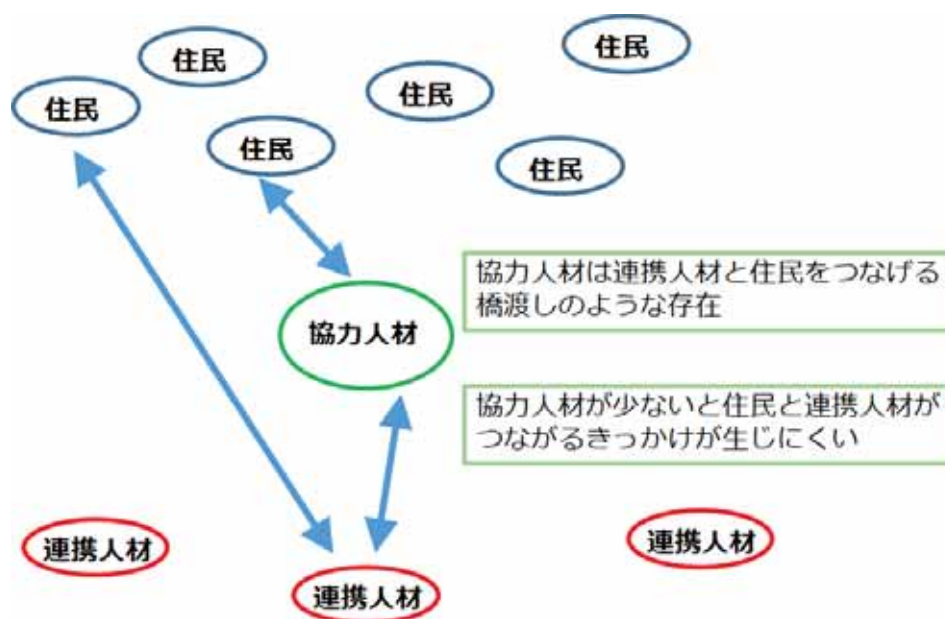 住民
住民
住民
住民
住民
住民
協力人材は連携人材と住民をつなげる
橋渡しのような存在
協力人材
協力人材が少ないと住民と連携人材が
つながるきっかけが生じにくい
連携人材
連携人材
連携人材